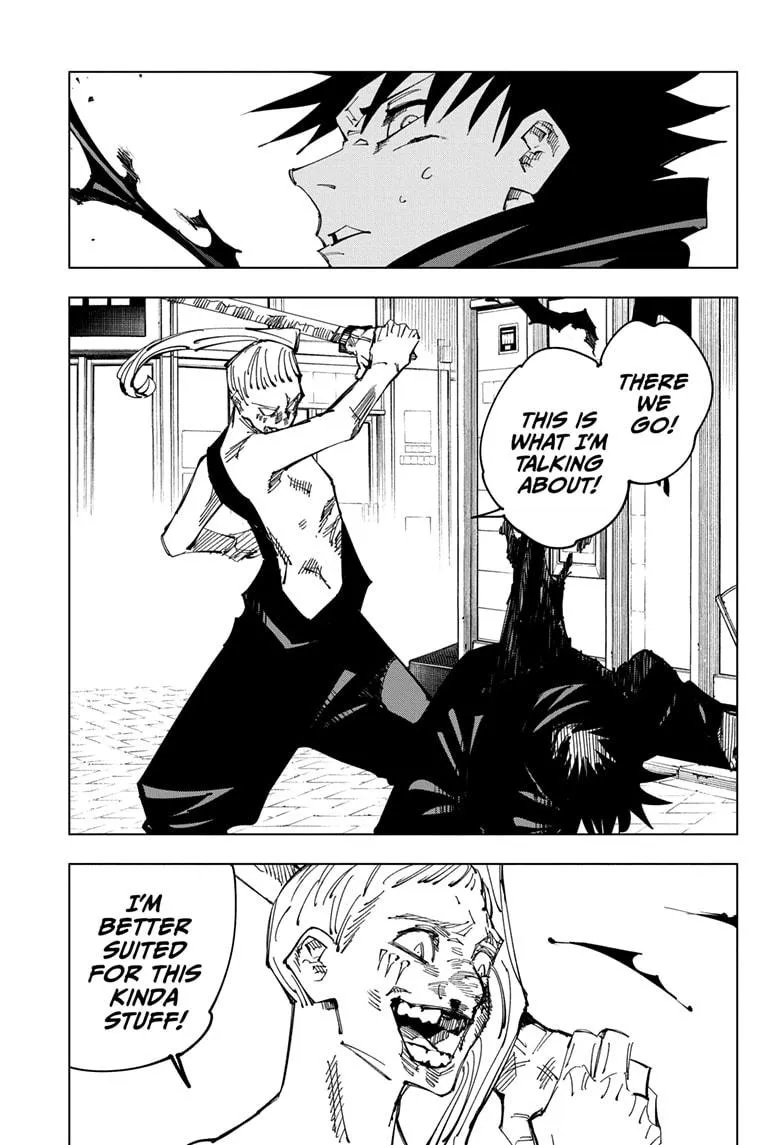 THERE
WE
GO!
THIS IS
WHAT I'M
TALKING
ABOUT!
I'M
BETTER
SUITED
FOR THIS
KINDA
STUFF!